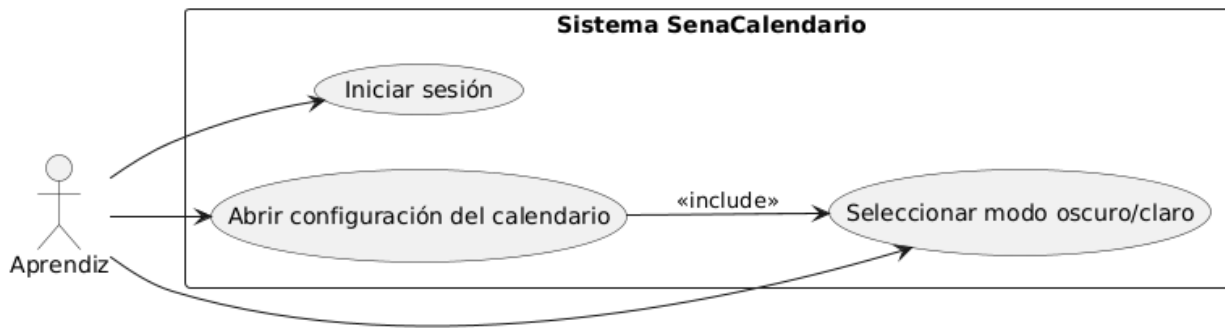 Sistema SenaCalendario
Iniciar sesión
Abrir configuración del calendario
«include»
Seleccionar modo oscuro/claro
Aprendiz